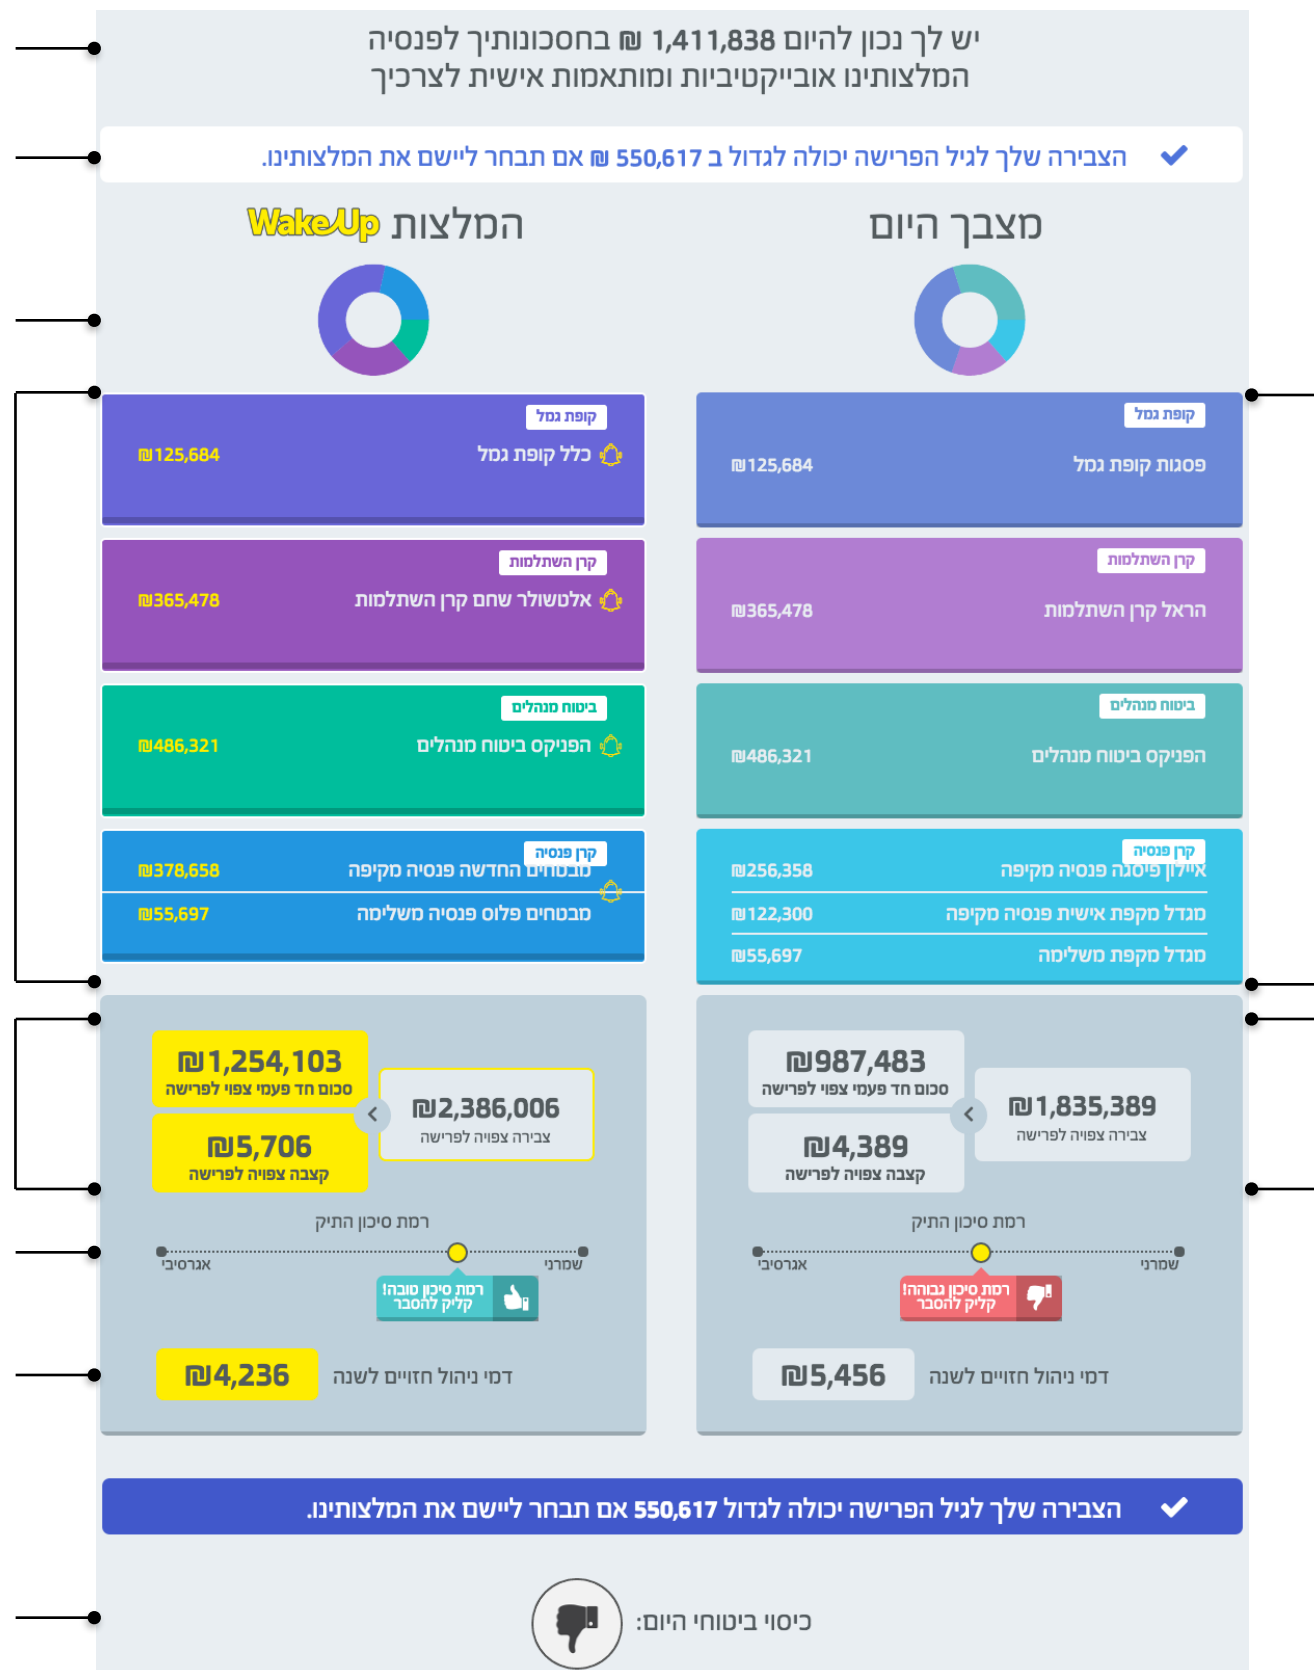 יש לך נכון להיום 1,411,838 ₪ בחסכונותיך לפנסיה
המלצותינו אובייקטיביות ומותאמות אישית לצרכיך
הצבירה שלך לגיל הפרישה יכולה לגדול ב 550,617 ₪ אם תבחר ליישם את המלצותינו.
מצבך היום
קופת גמל
פסגות קופת גמל ₪125,684
קרן השתלמות
הראל קרן השתלמות ₪365,478
ביטוח מנהלים
הפניקס ביטוח מנהלים ₪486,321
קרן פנסיה
איילון פיסגה פנסיה מקיפה ₪256,358
מגדל מקפת אישית פנסיה מקיפה ₪122,300
מגדל מקפת משלימה ₪55,697
₪1,835,389
צבירה צפויה לפרישה
₪987,483
סכום חד פעמי צפוי לפרישה
₪4,389
קצבה צפויה לפרישה
רמת סיכון התיק
שמרני אגרסיבי
רמת סיכון גבוהה!
קליק להסבר
דמי ניהול חזויים לשנה ₪5,456
המלצות WakeUp
קופת גמל
כלל קופת גמל ₪125,684
קרן השתלמות
אלטשולר שחם קרן השתלמות ₪365,478
ביטוח מנהלים
הפניקס ביטוח מנהלים ₪486,321
קרן פנסיה
מבטחים החדשה פנסיה מקיפה ₪378,658
מבטחים פלוס פנסיה משלימה ₪55,697
₪2,386,006
צבירה צפויה לפרישה
₪1,254,103
סכום חד פעמי צפוי לפרישה
₪5,706
קצבה צפויה לפרישה
רמת סיכון התיק
שמרני אגרסיבי
רמת סיכון טובה!
קליק להסבר
דמי ניהול חזויים לשנה ₪4,236
הצבירה שלך לגיל הפרישה יכולה לגדול 550,617 אם תבחר ליישם את המלצותינו.
כיסוי ביטוחי היום: